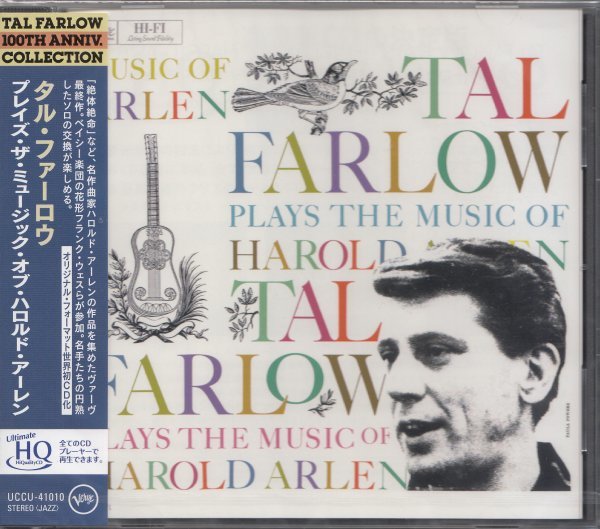 TAL FARLOW
100TH ANNIV.
COLLECTION
タル・ファーロウ
プレイズ・ザ・ミュージック・オブ・ハロルド・アーレン
「絶体絶命」など、名作曲家ハロルド・アーレンの作品を集めたヴァーヴ
最終作。ベイシー楽団の花形フランク・ウェスらが参加。名手たちの円熟
したソロの交換が楽しめる。
オリジナル・フォーマット世界初CD化
Ultimate
HQ
HiQualityCD
全てのCD
プレーヤーで
再生できます。
UCCU-41010
STEREO (JAZZ)
Verve
HI-FI
Living Sound Fidelity
MUSIC OF
ARLEN
TAL
FARLOW
PLAYS THE MUSIC OF
HAROLD ARLEN
TAL
FARLOW
PLAYS THE MUSIC OF
HAROLD ARLEN